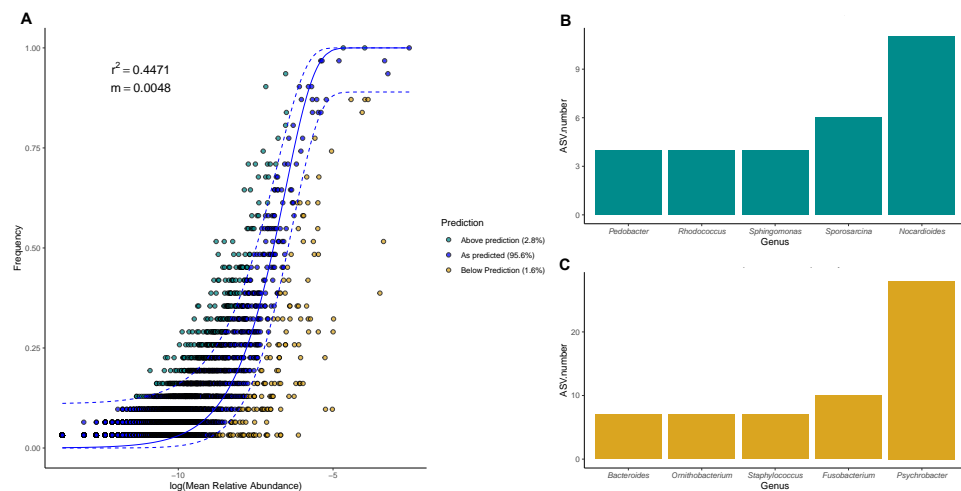 A
r² = 0.4471
m = 0.0048
1.00
0.75
0.50
0.25
0.00
Frequency
−10
−5
log(Mean Relative Abundance)
Prediction
Above prediction (2.8%)
As predicted (95.6%)
Below Prediction (1.6%)
B
9
6
3
0
ASV.number
Pedobacter
Rhodococcus
Sphingomonas
Sporosarcina
Nocardioides
Genus
C
20
10
0
ASV.number
Bacteroides
Ornithobacterium
Staphylococcus
Fusobacterium
Psychrobacter
Genus